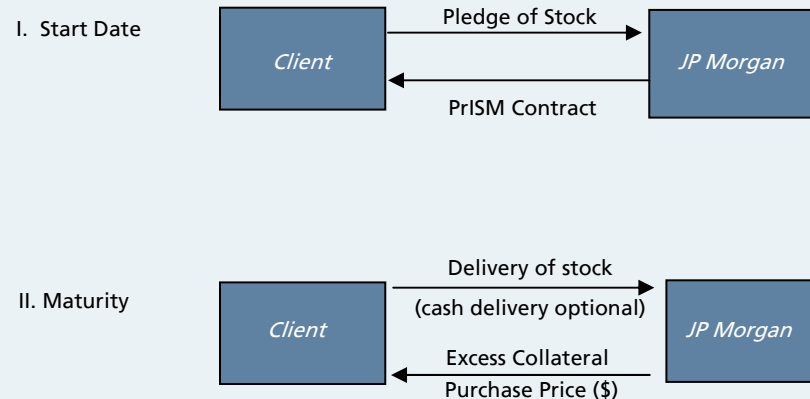 I. Start Date
Client
Pledge of Stock
PrISM Contract
JP Morgan
II. Maturity
Client
Delivery of stock
(cash delivery optional)
Excess Collateral
Purchase Price ($)
JP Morgan